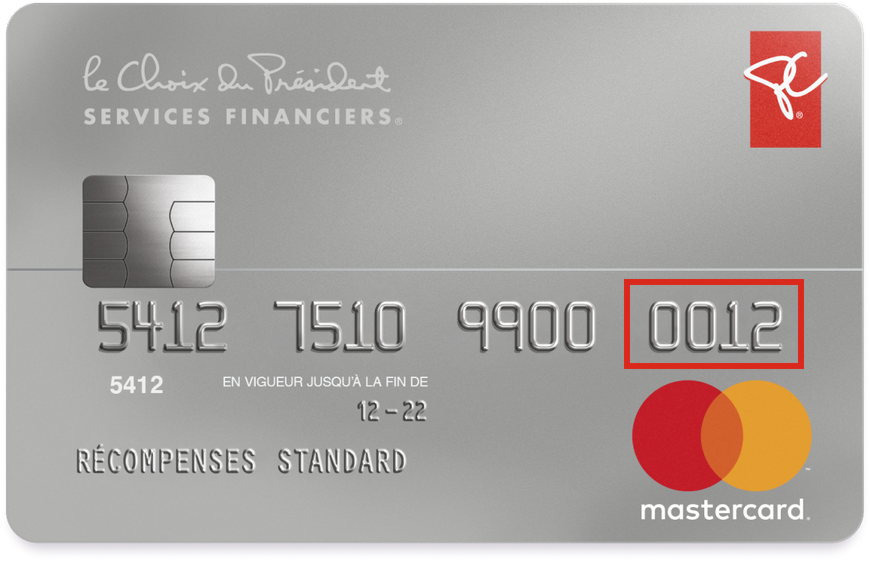 le Choix du Président
SERVICES FINANCIERS®
PC®
5412 7510 9900 0012
5412 EN VIGUEUR JUSQU'À LA FIN DE
12-22
RÉCOMPENSES STANDARD
mastercard.